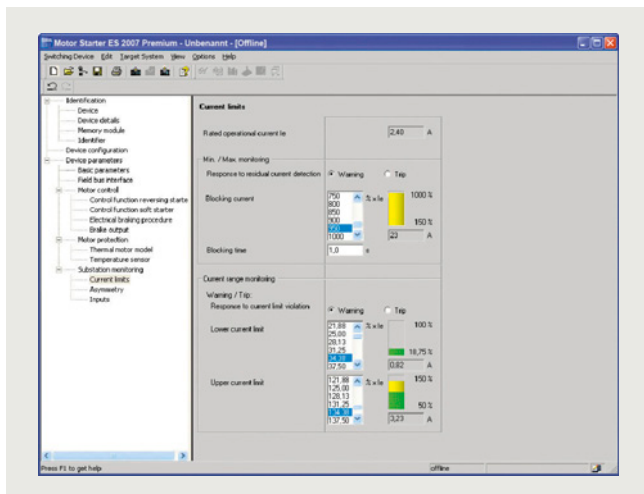 Motor Starter ES 2007 Premium - Unbenannt - [Offline]
Switching Device Edit Target System View Options Help
Identification
Device
Device details
Memory module
Identifier
Device configuration
Device parameters
Basic parameters
Field bus interface
Motor control
Control function reversing starte
Control function soft starter
Electrical braking procedure
Brake output
Motor protection
Thermal motor model
Temperature sensor
Substation monitoring
Current limits
Asymmetry
Inputs
Current limits
Rated operational current Ie 2,40 A
Min. / Max. monitoring
Response to residual current detection Warning Trip
Blocking current
750
800
850
900
950
1000
% x Ie
1000 %
150 %
23 A
Blocking time 1,0 s
Current range monitoring
Warning / Trip:
Response to current limit violation Warning Trip
Lower current limit
21,88
25,00
28,13
31,25
34,38
37,50
% x Ie
100 %
18,75 %
0,82 A
Upper current limit
121,88
125,00
128,13
131,25
134,38
137,50
% x Ie
150 %
50 %
3,23 A
Press F1 to get help
offline